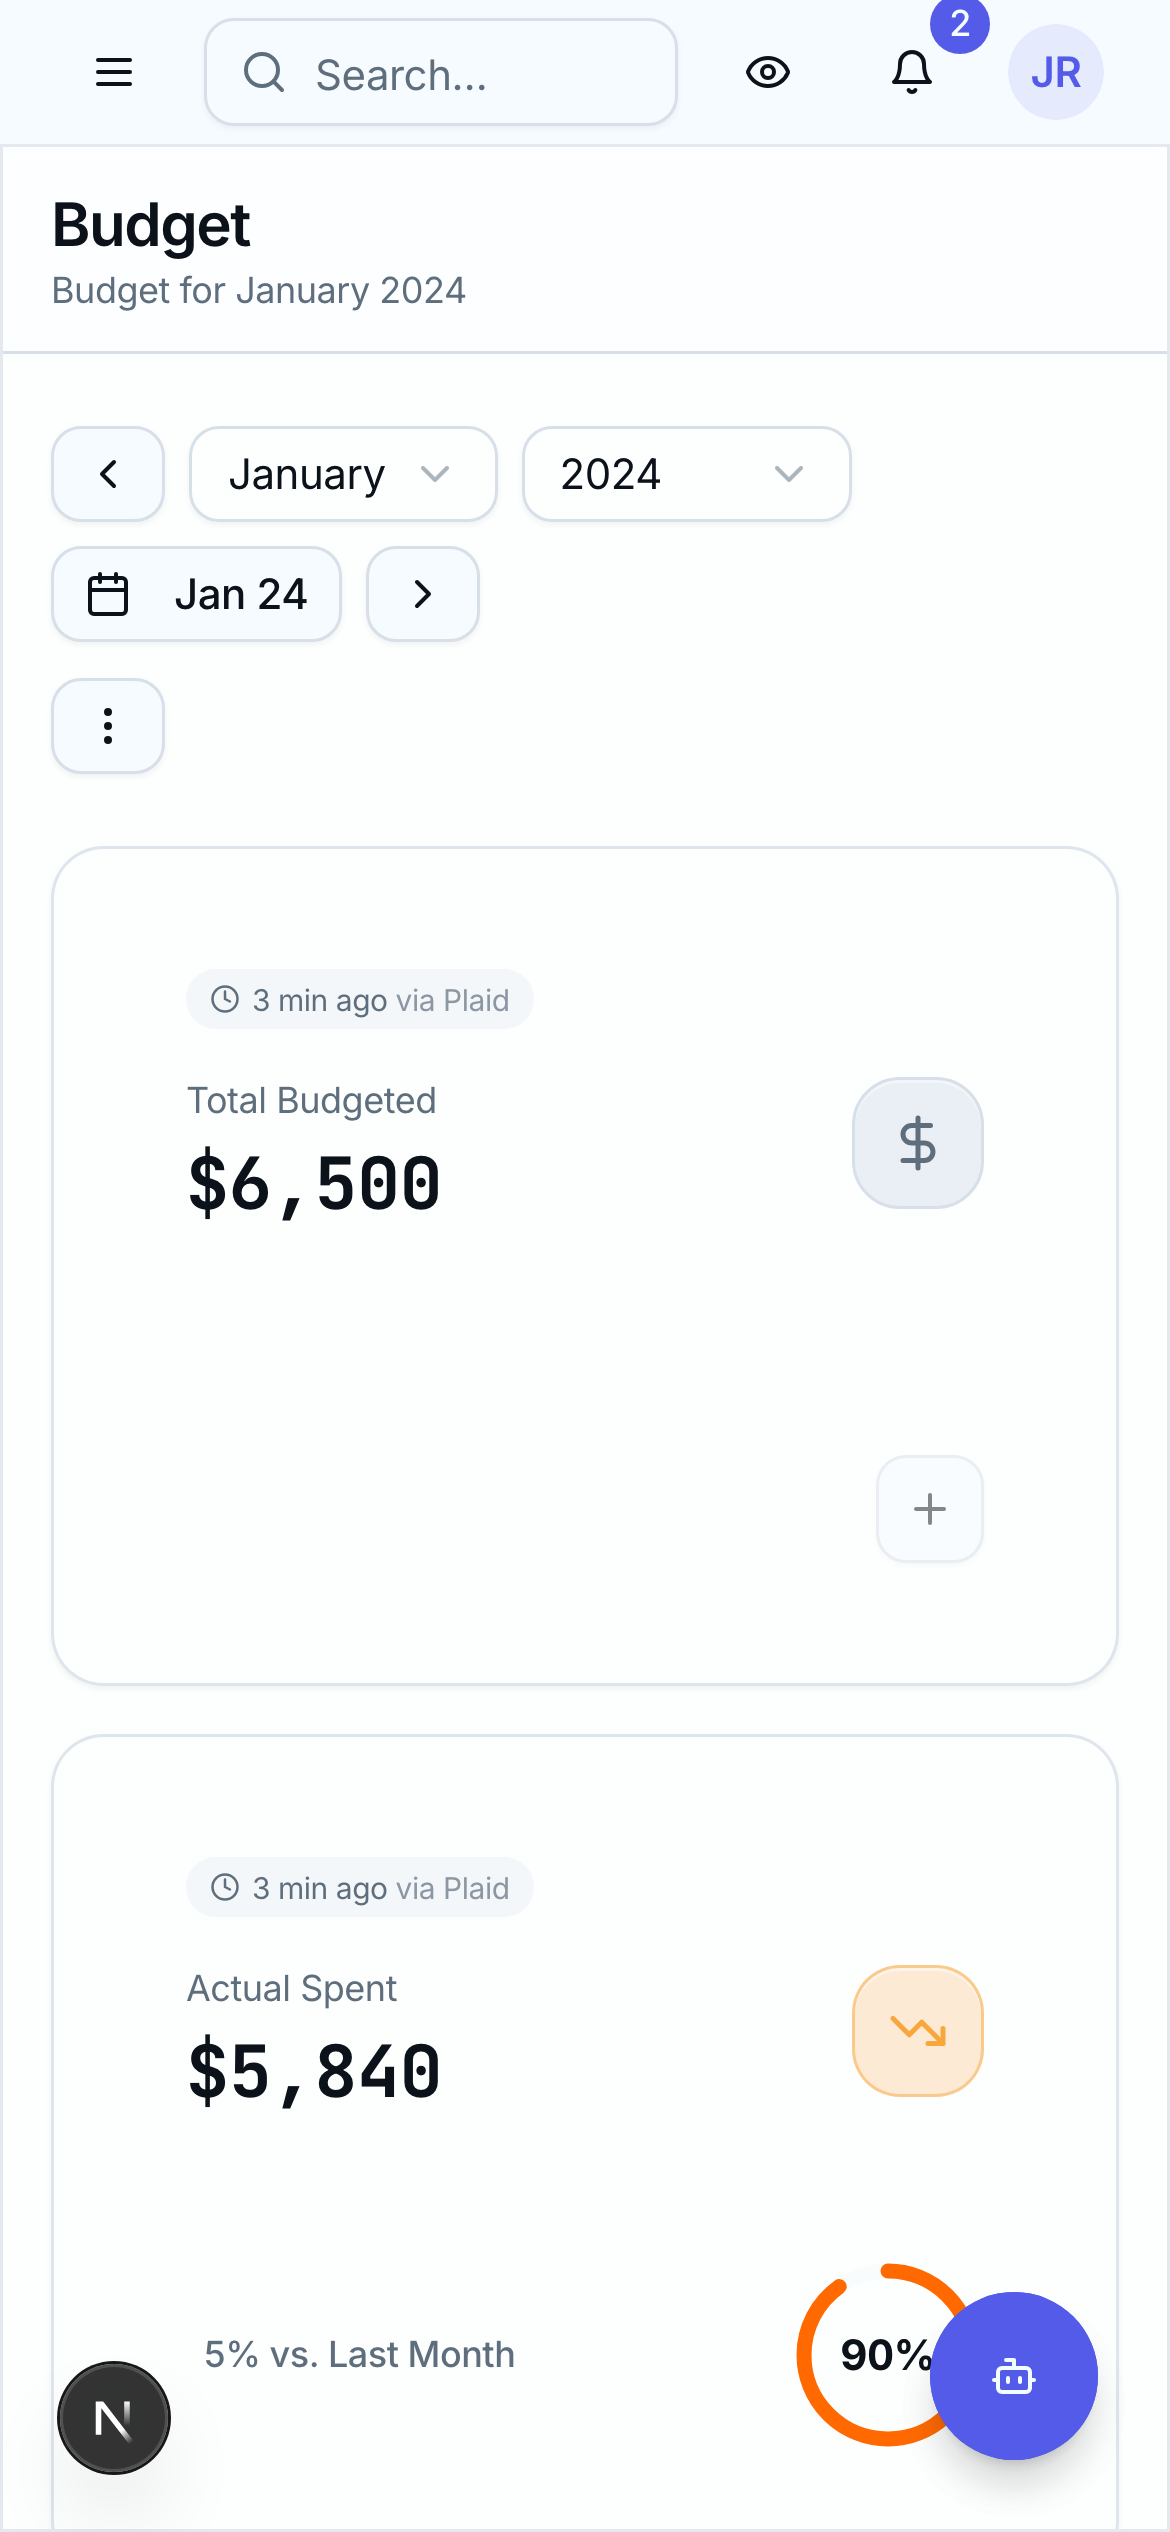 Search...
2
JR
Budget
Budget for January 2024
January
2024
Jan 24
3 min ago via Plaid
Total Budgeted
$6,500
3 min ago via Plaid
Actual Spent
$5,840
5% vs. Last Month
90%
N